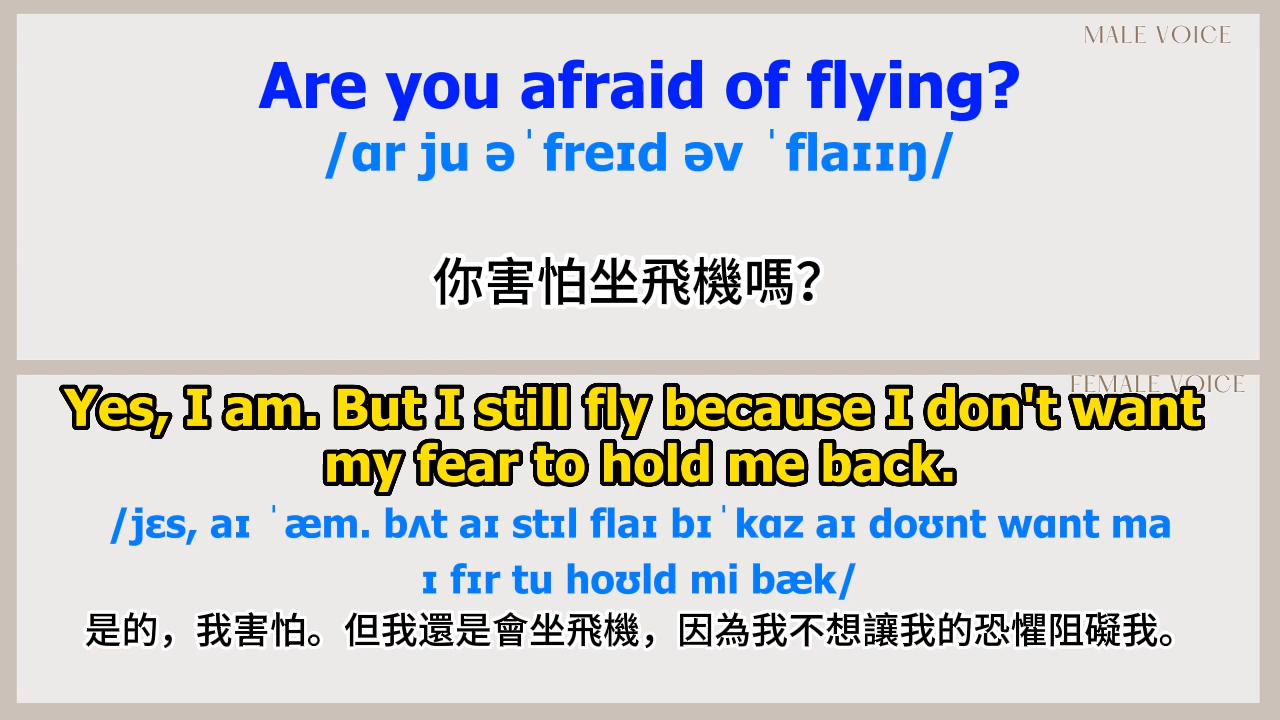 MALE VOICE
Are you afraid of flying?
/ɑr ju əˈfreɪd əv ˈflaɪɪŋ/
你害怕坐飛機嗎？
FEMALE VOICE
Yes, I am. But I still fly because I don't want
my fear to hold me back.
/jɛs, aɪ ˈæm. bʌt aɪ stɪl flaɪ bɪˈkɑz aɪ doʊnt wɑnt ma
ɪ fɪr tu hoʊld mi bæk/
是的，我害怕。但我還是會坐飛機，因為我不想讓我的恐懼阻礙我。